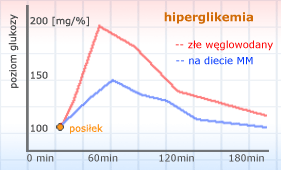 hiperglikemia
200 [mg/%]
-- złe węglowodany
-- na diecie MM
poziom glukozy
150
100
posiłek
0 min 60min 120min 180min